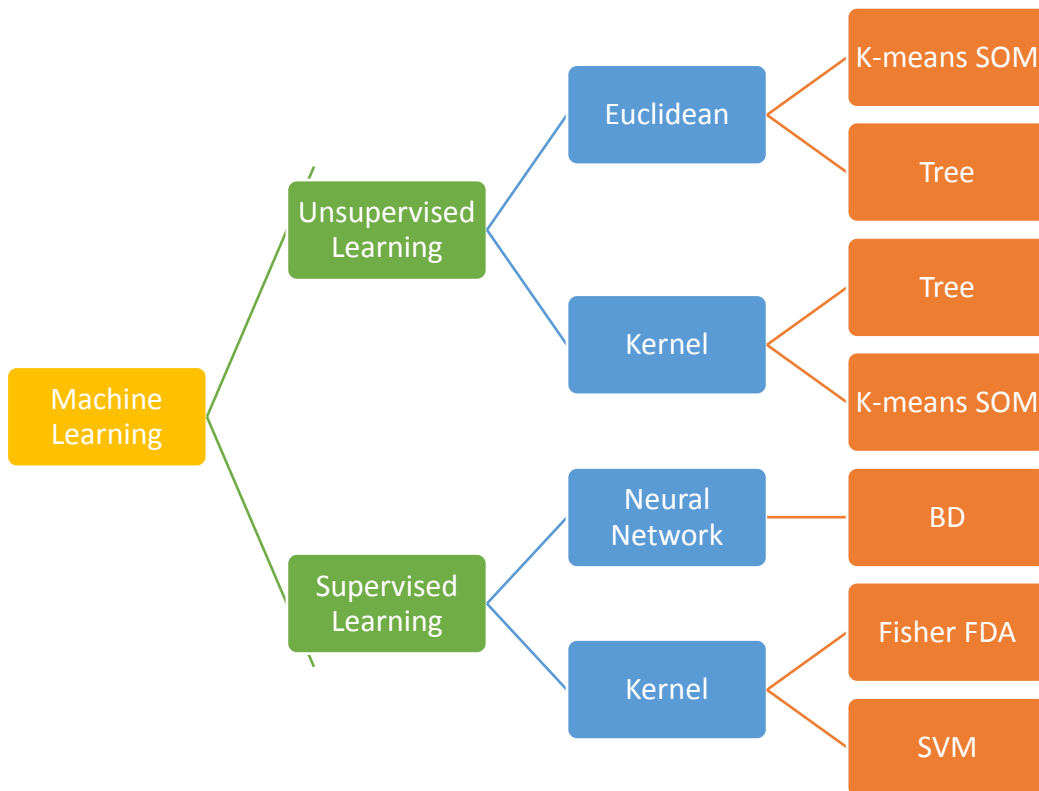 K-means SOM
Euclidean
Tree
Unsupervised
Learning
Tree
Kernel
K-means SOM
Machine
Learning
Neural
Network
BD
Supervised
Learning
Fisher FDA
Kernel
SVM